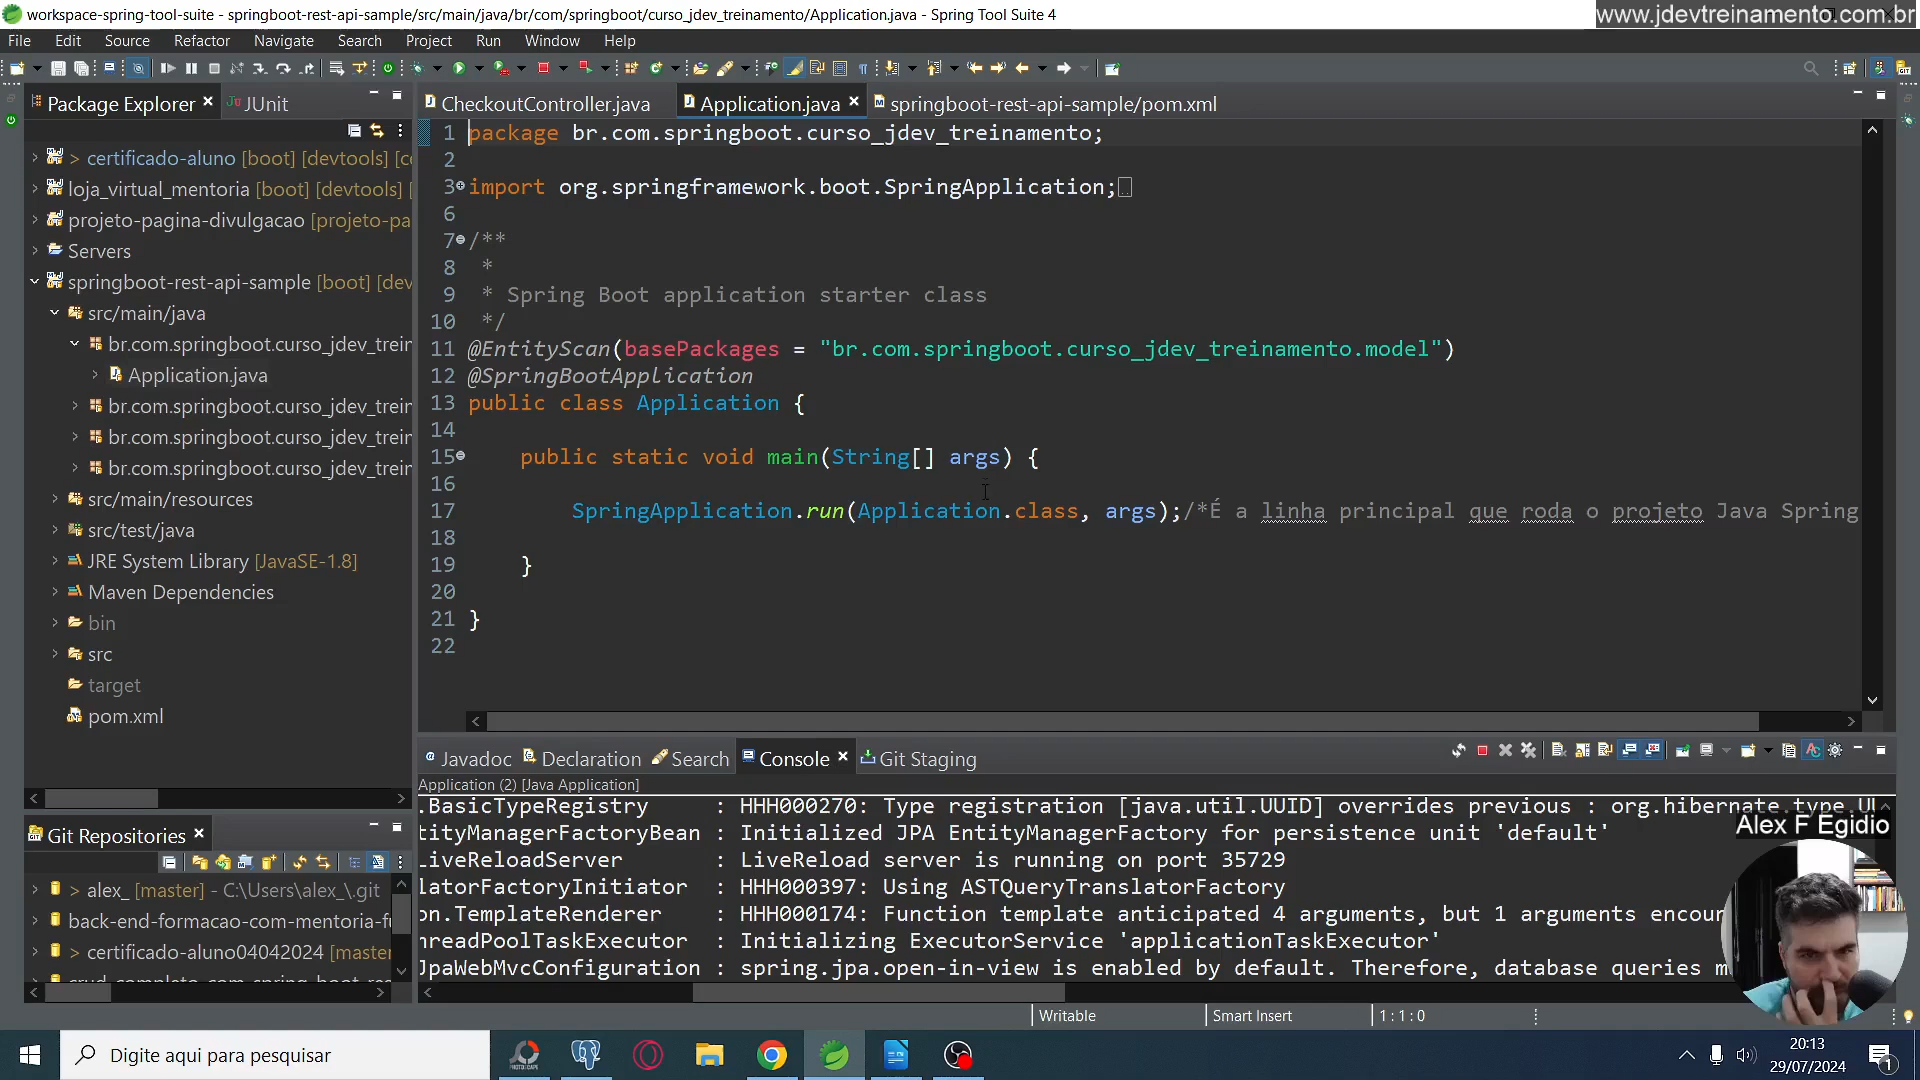 workspace-spring-tool-suite - springboot-rest-api-sample/src/main/java/br/com/springboot/curso_jdev_treinamento/Application.java - Spring Tool Suite 4
www.jdevtreinamento.com.br
File Edit Source Refactor Navigate Search Project Run Window Help
Package Explorer JUnit
> certificado-aluno [boot] [devtools]
loja_virtual_mentoria [boot] [devtools]
projeto-pagina-divulgacao [projeto-pa
Servers
springboot-rest-api-sample [boot] [dev
src/main/java
br.com.springboot.curso_jdev_trein
Application.java
br.com.springboot.curso_jdev_trein
br.com.springboot.curso_jdev_trein
br.com.springboot.curso_jdev_trein
src/main/resources
src/test/java
JRE System Library [JavaSE-1.8]
Maven Dependencies
bin
src
target
pom.xml
Git Repositories
> alex_ [master] - C:\Users\alex_\.git
back-end-formacao-com-mentoria-f
> certificado-aluno04042024 [master
CheckoutController.java Application.java springboot-rest-api-sample/pom.xml
1 package br.com.springboot.curso_jdev_treinamento;
2
3 import org.springframework.boot.SpringApplication;
6
7 /**
8 *
9 * Spring Boot application starter class
10 */
11 @EntityScan(basePackages = "br.com.springboot.curso_jdev_treinamento.model")
12 @SpringBootApplication
13 public class Application {
14
15 public static void main(String[] args) {
16
17 SpringApplication.run(Application.class, args);/*É a linha principal que roda o projeto Java Spring
18
19 }
20
21 }
22
Javadoc Declaration Search Console Git Staging
Application (2) [Java Application]
.BasicTypeRegistry : HHH000270: Type registration [java.util.UUID] overrides previous : org.hibernate.type.UU
tityManagerFactoryBean : Initialized JPA EntityManagerFactory for persistence unit 'default'
LiveReloadServer : LiveReload server is running on port 35729
latorFactoryInitiator : HHH000397: Using ASTQueryTranslatorFactory
on.TemplateRenderer : HHH000174: Function template anticipated 4 arguments, but 1 arguments encoun
hreadPoolTaskExecutor : Initializing ExecutorService 'applicationTaskExecutor'
JpaWebMvcConfiguration : spring.jpa.open-in-view is enabled by default. Therefore, database queries m
Alex F Egidio
Writable Smart Insert 1 : 1 : 0
Digite aqui para pesquisar
20:13
29/07/2024
1